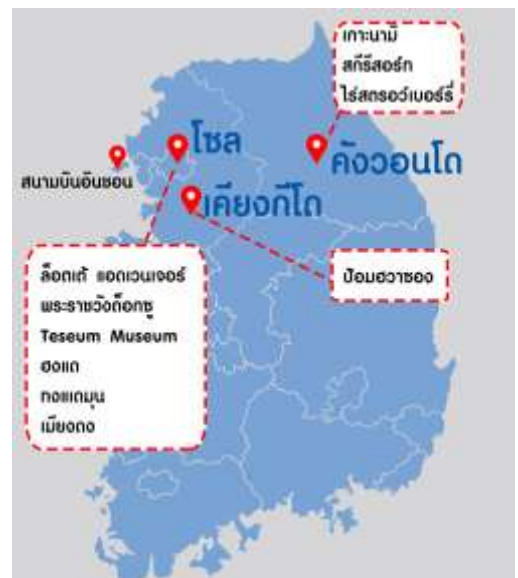 เกาะนามิ
สกีรีสอร์ท
ไร่สตรอว์เบอร์รี่
โซล
คังวอนโด
สนามบินอินชอน
เคียงกีโด
ล็อตเต้ แอดเวนเจอร์
พระราชวังด็อกซู
Teseum Museum
ฮงแด
ทงแดมุน
เมียงดง
ป้อมฮวาซอง